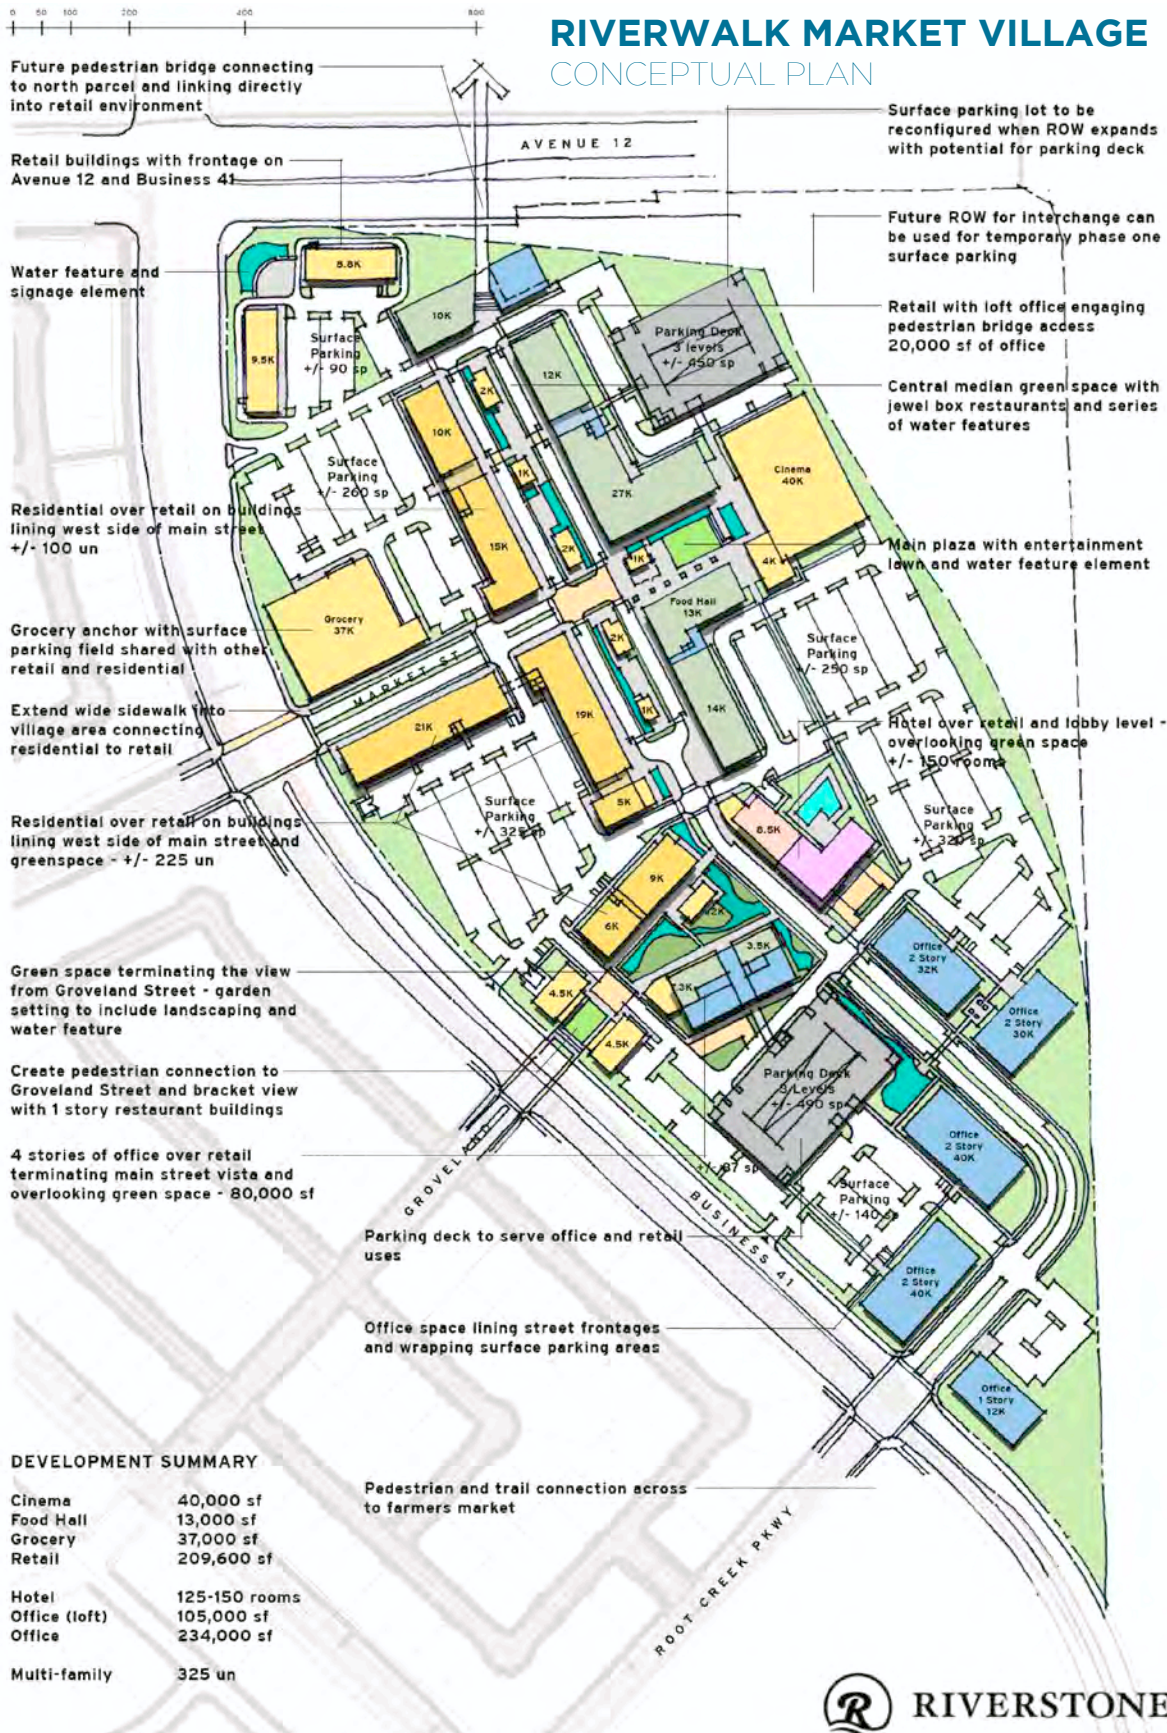 0 50 100 200 400 800
RIVERWALK MARKET VILLAGE
CONCEPTUAL PLAN
Future pedestrian bridge connecting
to north parcel and linking directly
into retail environment
Surface parking lot to be
reconfigured when ROW expands
with potential for parking deck
AVENUE 12
Retail buildings with frontage on
Avenue 12 and Business 41
Future ROW for interchange can
be used for temporary phase one
surface parking
Water feature and
signage element
Retail with loft office engaging
pedestrian bridge access
20,000 sf of office
Central median green space with
jewel box restaurants and series
of water features
8.8K
10K
9.5K
Surface
Parking
+/- 90 sp
Parking Deck
3 levels
+/- 450 sp
12K
2K
10K
Surface
Parking
+/- 260 sp
1K
27K
Cinema
40K
Residential over retail on buildings
lining west side of main street
+/- 100 un
15K
2K
1K
4K
Main plaza with entertainment
lawn and water feature element
Grocery
37K
Food Hall
13K
2K
Surface
Parking
+/- 250 sp
Grocery anchor with surface
parking field shared with other
retail and residential
MARKET ST
Extend wide sidewalk into
village area connecting
residential to retail
21K
19K
1K
14K
Hotel over retail and lobby level -
overlooking green space
+/- 150 rooms
Residential over retail on buildings
lining west side of main street and
greenspace - +/- 225 un
Surface
Parking
+/- 325 sp
5K
8.5K
Surface
Parking
+/- 320 sp
9K
6K
2K
3.5K
Office
2 Story
32K
Green space terminating the view
from Groveland Street - garden
setting to include landscaping and
water feature
4.5K
3K
Office
2 Story
30K
4.5K
Create pedestrian connection to
Groveland Street and bracket view
with 1 story restaurant buildings
Parking Deck
3 Levels
+/- 490 sp
4 stories of office over retail
terminating main street vista and
overlooking green space - 80,000 sf
GROVELAND
+/- 87 sp
Office
2 Story
40K
Surface
Parking
+/- 140 sp
BUSINESS 41
Parking deck to serve office and retail
uses
Office
2 Story
40K
Office space lining street frontages
and wrapping surface parking areas
Office
1 Story
12K
Pedestrian and trail connection across
to farmers market
ROOT CREEK PKWY
DEVELOPMENT SUMMARY
Cinema 40,000 sf
Food Hall 13,000 sf
Grocery 37,000 sf
Retail 209,600 sf
Hotel 125-150 rooms
Office (loft) 105,000 sf
Office 234,000 sf
Multi-family 325 un
R RIVERSTONE